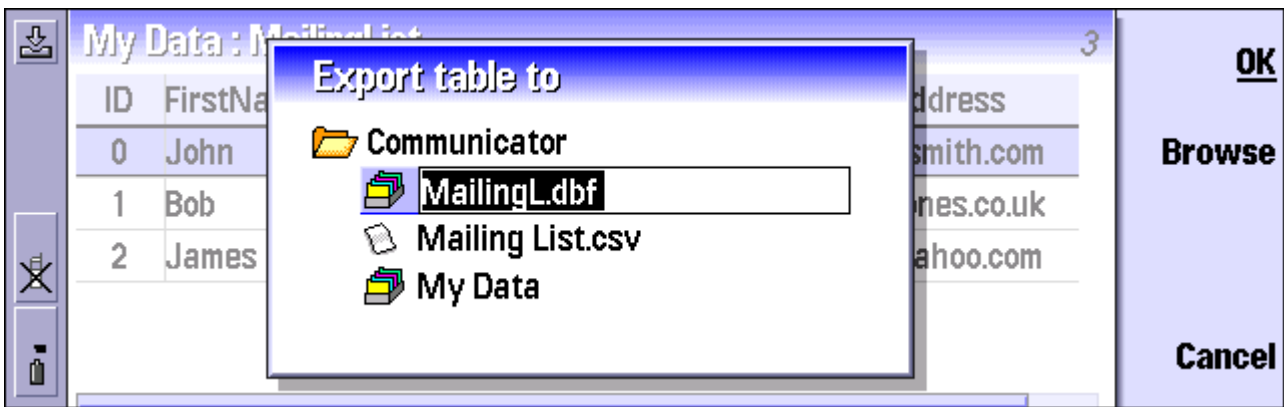 My Data : MailingList 3
Export table to
ID FirstNa ddress
Communicator
0 John smith.com
MailingL.dbf
1 Bob nes.co.uk
Mailing List.csv
2 James ahoo.com
My Data
OK
Browse
Cancel